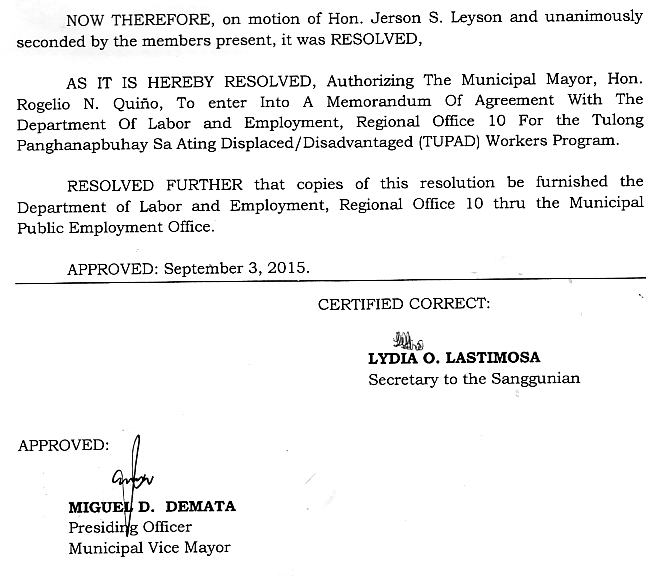 NOW THEREFORE, on motion of Hon. Jerson S. Leyson and unanimously
seconded by the members present, it was RESOLVED,
AS IT IS HEREBY RESOLVED, Authorizing The Municipal Mayor, Hon.
Rogelio N. Quiño, To enter Into A Memorandum Of Agreement With The
Department Of Labor and Employment, Regional Office 10 For the Tulong
Panghanapbuhay Sa Ating Displaced/Disadvantaged (TUPAD) Workers Program.
RESOLVED FURTHER that copies of this resolution be furnished the
Department of Labor and Employment, Regional Office 10 thru the Municipal
Public Employment Office.
APPROVED: September 3, 2015.
CERTIFIED CORRECT:
LYDIA O. LASTIMOSA
Secretary to the Sanggunian
APPROVED:
MIGUEL D. DEMATA
Presiding Officer
Municipal Vice Mayor